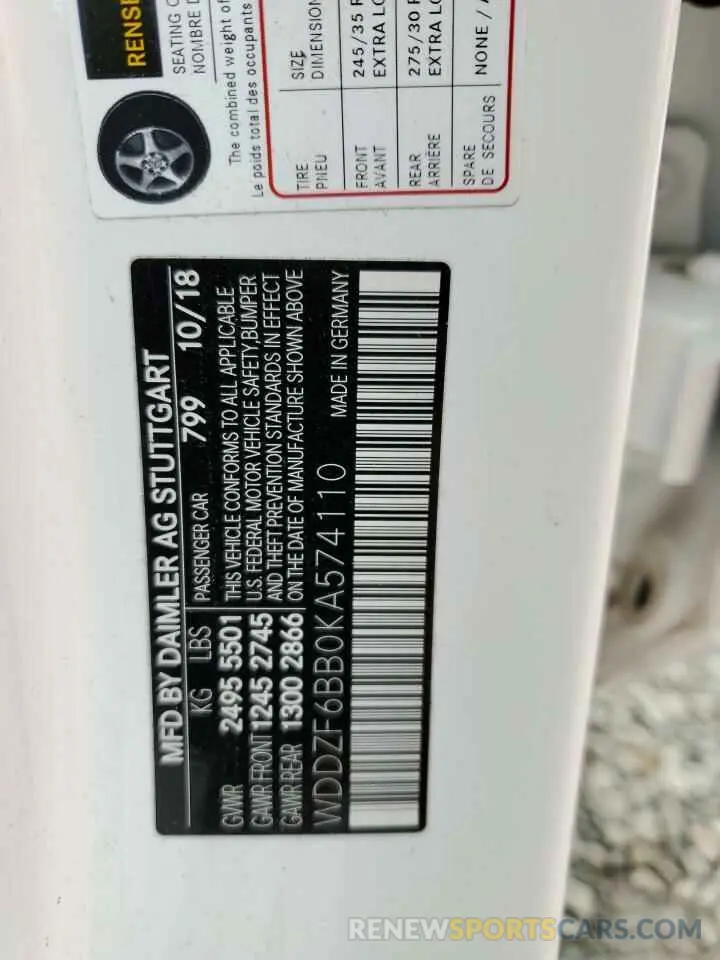 RENSE
SEATING C
NOMBRE D
The combined weight of
Le poids total des occupants
TIRE SIZE
PNEU DIMENSION
FRONT 245/35 R
AVANT EXTRA LO
REAR 275/30 R
ARRIÈRE EXTRA LO
SPARE NONE / A
DE SECOURS
MFD.BY DAIMLER AG STUTTGART
KG LBS PASSENGER CAR 799 10/18
GVWR 2495 5501 THIS VEHICLE CONFORMS TO ALL APPLICABLE
GAWR FRONT 1245 2745 U.S. FEDERAL MOTOR VEHICLE SAFETY,BUMPER
GAWR REAR 1300 2866 AND THEFT PREVENTION STANDARDS IN EFFECT
ON THE DATE OF MANUFACTURE SHOWN ABOVE
WDDZF6BB0KA574110 MADE IN GERMANY
RENEWSPORTSCARS.COM